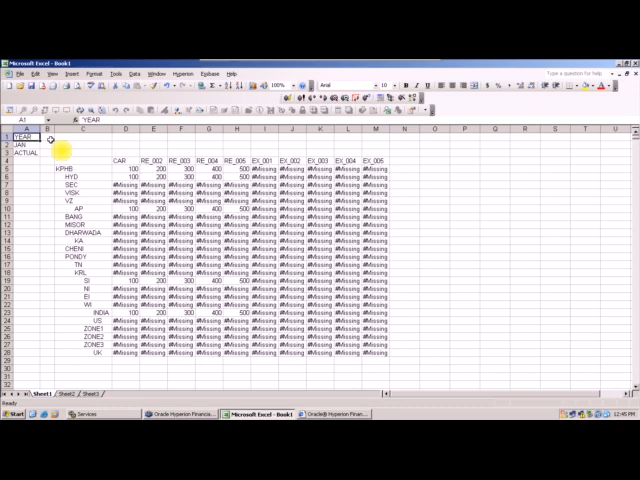 Microsoft Excel - Book1
File Edit View Insert Format Tools Data Window Hyperion Essbase Help
Type a question for help
100% Arial 10 B I U
A1 fx YEAR
A B C D E F G H I J K L M N O P Q R S T U
1 YEAR
2 JAN
3 ACTUAL
4 CAR RE_002 RE_003 RE_004 RE_005 EX_001 EX_002 EX_003 EX_004 EX_005
5 KPHB 100 200 300 400 500 #Missing #Missing #Missing #Missing #Missing
6 HYD 100 200 300 400 500 #Missing #Missing #Missing #Missing #Missing
7 SEC #Missing #Missing #Missing #Missing #Missing #Missing #Missing #Missing #Missing #Missing
8 VISK #Missing #Missing #Missing #Missing #Missing #Missing #Missing #Missing #Missing #Missing
9 VZ #Missing #Missing #Missing #Missing #Missing #Missing #Missing #Missing #Missing #Missing
10 AP 100 200 300 400 500 #Missing #Missing #Missing #Missing #Missing
11 BANG #Missing #Missing #Missing #Missing #Missing #Missing #Missing #Missing #Missing #Missing
12 MISOR #Missing #Missing #Missing #Missing #Missing #Missing #Missing #Missing #Missing #Missing
13 DHARWADA #Missing #Missing #Missing #Missing #Missing #Missing #Missing #Missing #Missing #Missing
14 KA #Missing #Missing #Missing #Missing #Missing #Missing #Missing #Missing #Missing #Missing
15 CHENI #Missing #Missing #Missing #Missing #Missing #Missing #Missing #Missing #Missing #Missing
16 PONDY #Missing #Missing #Missing #Missing #Missing #Missing #Missing #Missing #Missing #Missing
17 TN #Missing #Missing #Missing #Missing #Missing #Missing #Missing #Missing #Missing #Missing
18 KRL #Missing #Missing #Missing #Missing #Missing #Missing #Missing #Missing #Missing #Missing
19 SI 100 200 300 400 500 #Missing #Missing #Missing #Missing #Missing
20 NI #Missing #Missing #Missing #Missing #Missing #Missing #Missing #Missing #Missing #Missing
21 EI #Missing #Missing #Missing #Missing #Missing #Missing #Missing #Missing #Missing #Missing
22 WI #Missing #Missing #Missing #Missing #Missing #Missing #Missing #Missing #Missing #Missing
23 INDIA 100 200 300 400 500 #Missing #Missing #Missing #Missing #Missing
24 US #Missing #Missing #Missing #Missing #Missing #Missing #Missing #Missing #Missing #Missing
25 ZONE1 #Missing #Missing #Missing #Missing #Missing #Missing #Missing #Missing #Missing #Missing
26 ZONE2 #Missing #Missing #Missing #Missing #Missing #Missing #Missing #Missing #Missing #Missing
27 ZONE3 #Missing #Missing #Missing #Missing #Missing #Missing #Missing #Missing #Missing #Missing
28 UK #Missing #Missing #Missing #Missing #Missing #Missing #Missing #Missing #Missing #Missing
29
30
31
32
Sheet1 Sheet2 Sheet3
Ready
Start Services Oracle Hyperion Financia... Microsoft Excel - Book1 Oracle® Hyperion Financ... 12:45 PM